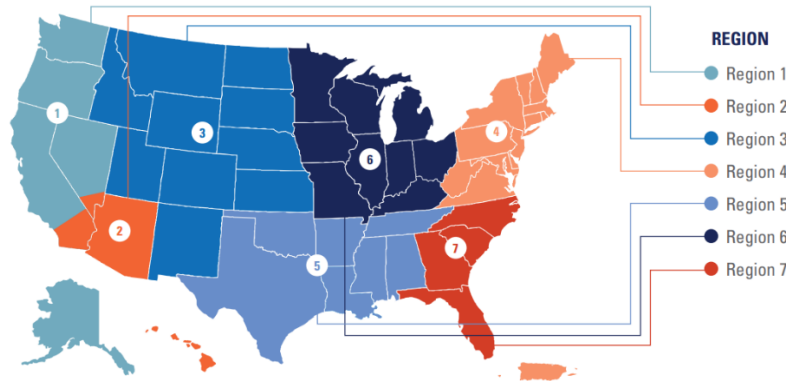 REGION
Region 1
Region 2
Region 3
Region 4
Region 5
Region 6
Region 7
1
2
3
4
5
6
7